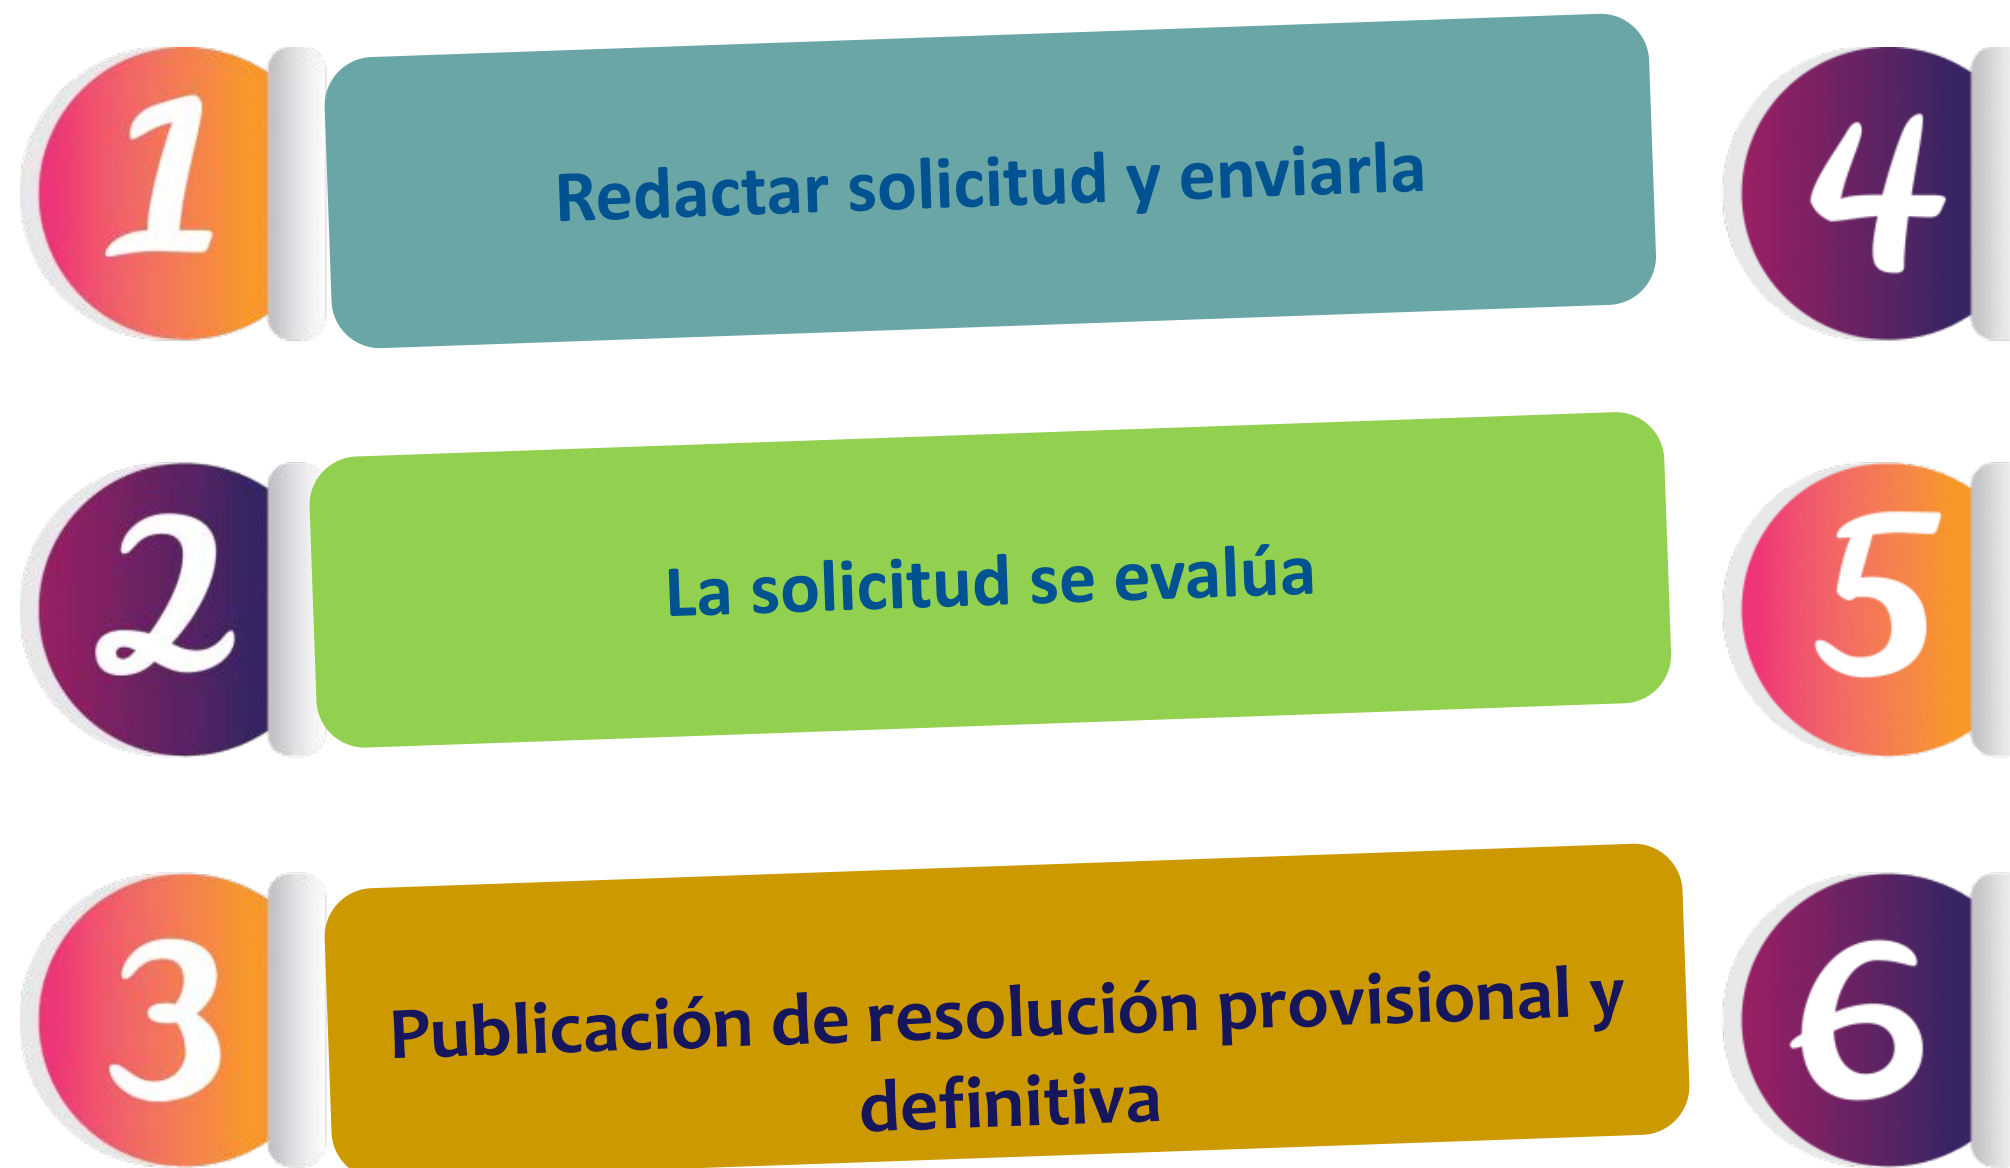 1
Redactar solicitud y enviarla
2
La solicitud se evalúa
3
Publicación de resolución provisional y
definitiva
4
5
6